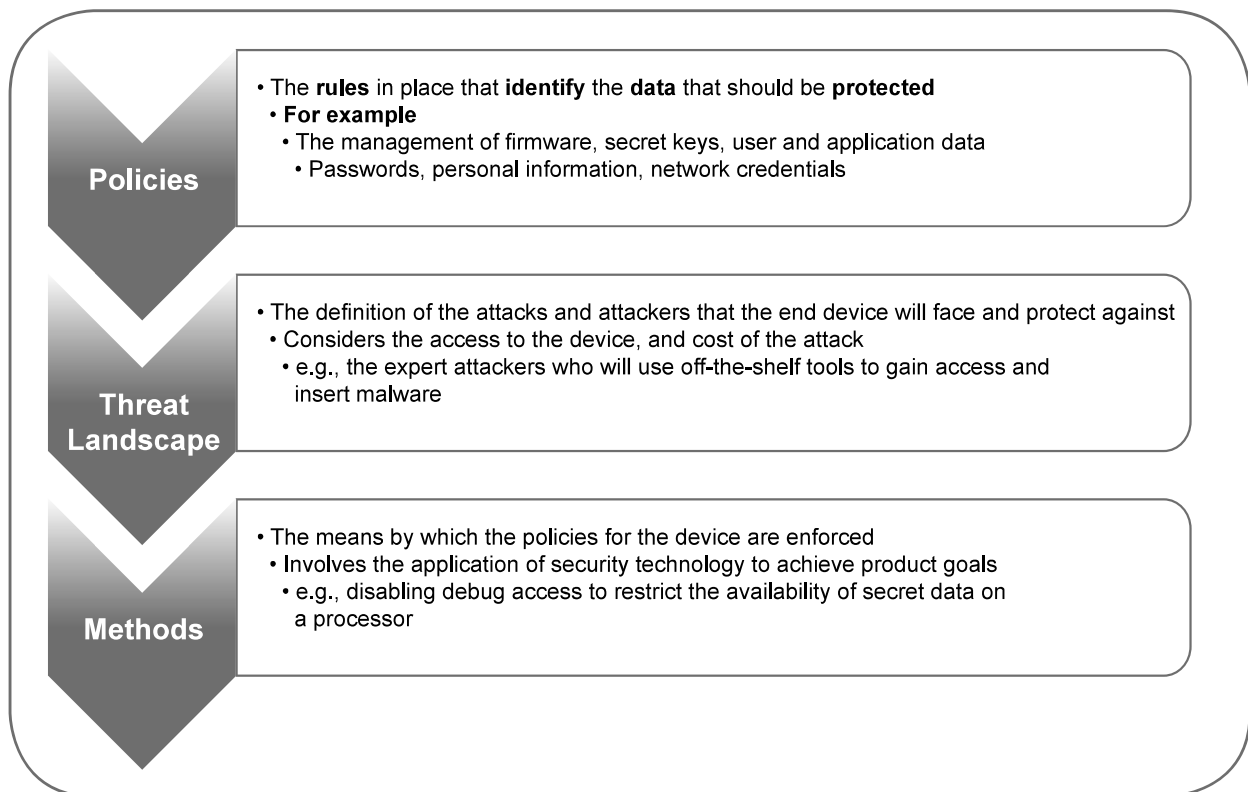 Policies
• The rules in place that identify the data that should be protected
• For example
• The management of firmware, secret keys, user and application data
• Passwords, personal information, network credentials
Threat
Landscape
• The definition of the attacks and attackers that the end device will face and protect against
• Considers the access to the device, and cost of the attack
• e.g., the expert attackers who will use off-the-shelf tools to gain access and
insert malware
Methods
• The means by which the policies for the device are enforced
• Involves the application of security technology to achieve product goals
• e.g., disabling debug access to restrict the availability of secret data on
a processor